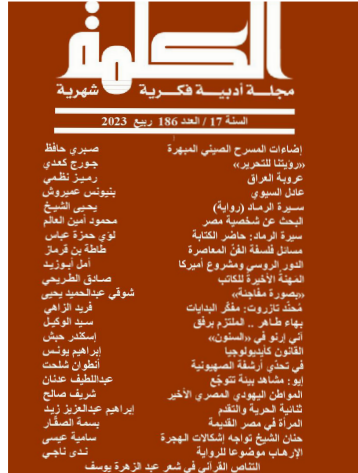 الكلمة
مجلة أدبية فكرية شهرية
السنة 17 / العدد 186 ربيع 2023
إضاءات المسرح الصيني المبهرة صبري حافظ
«رؤيتنا للتحرير» جورج كعدي
عروبة العراق رميز نظمي
عادل السيوي بنيونس عميروش
سيرة الرماد (رواية) يحيى الشيخ
البحث عن شخصية مصر محمود أمين العالم
سيرة الرماد: حاضر الكتابة لؤي حمزة عباس
مسائل فلسفة الفن المعاصرة طاطة بن قرماز
الدور الروسي ومشروع أميركا أمل أبوزيد
المهنة الأخيرة للكاتب صادق الطريحي
«بصورة مفاجئة» شوقي عبدالحميد يحيى
مُحند تازروت: مفكر البدايات فريد الزاهي
بهاء طاهر .. الملتزم برفق سيد الوكيل
آني إرنو في «السنون» إسكندر حبش
القانون كأيديولوجيا إبراهيم يونس
في تحدّي أرشفة الصهيونية أنطوان شلحت
إيو: مشاهد بيئة تتوجّع عبداللطيف عدنان
المواطن اليهودي المصري الأخير شريف صالح
ثنائية الحرية والتقدم إبراهيم عبدالعزيز زيد
المرأة في مصر القديمة بسمة الصقّار
حنان الشيخ تواجه إشكالات الهجرة سامية عيسى
الإرهاب موضوعا للرواية ندى ناجي
التناص القرآني في شعر عبد الزهرة يوسف